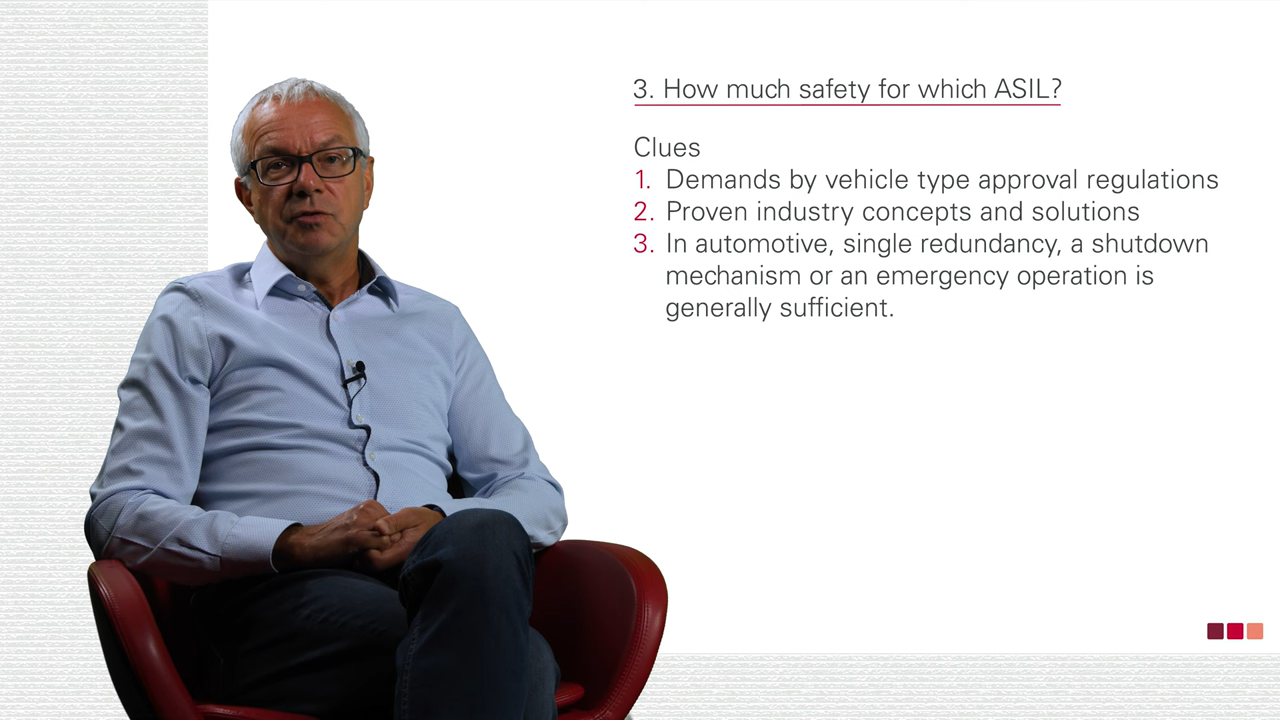 3. How much safety for which ASIL?
Clues
1. Demands by vehicle type approval regulations
2. Proven industry concepts and solutions
3. In automotive, single redundancy, a shutdown
mechanism or an emergency operation is
generally sufficient.